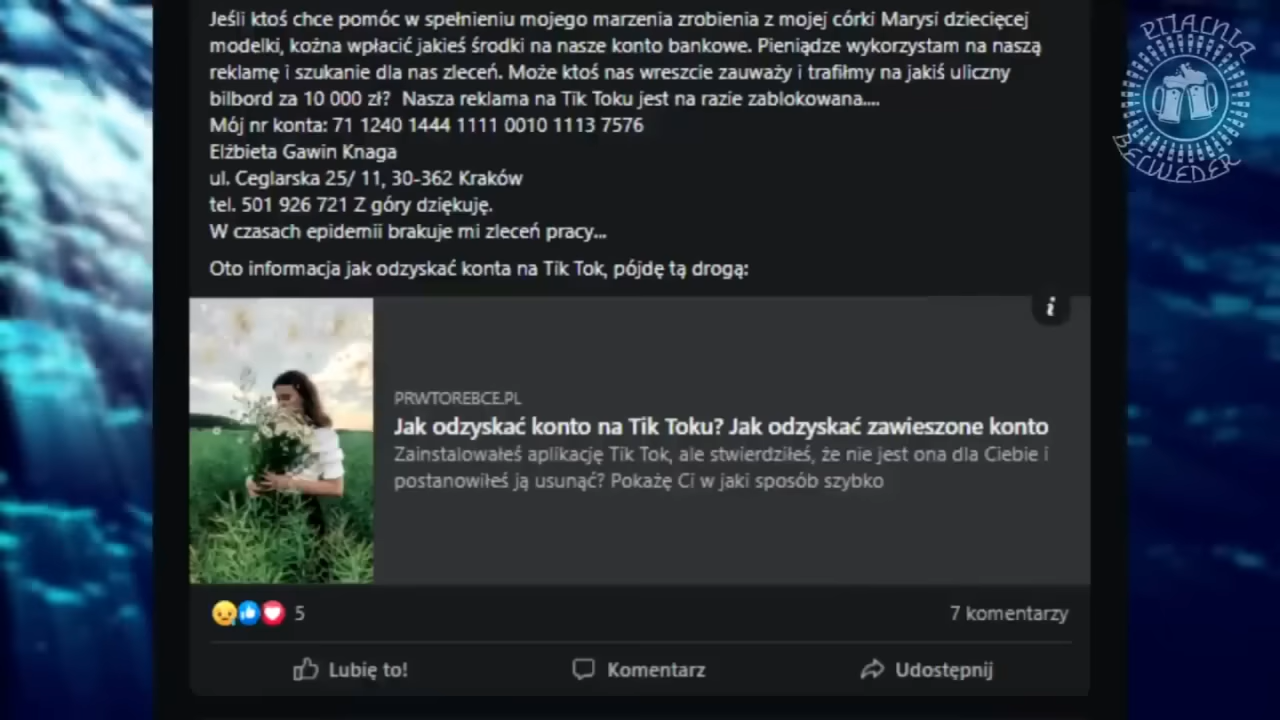 Jeśli ktoś chce pomóc w spełnieniu mojego marzenia zrobienia z mojej córki Marysi dziecięcej
modelki, kożna wpłacić jakieś środki na nasze konto bankowe. Pieniądze wykorzystam na naszą
reklamę i szukanie dla nas zleceń. Może ktoś nas wreszcie zauważy i trafiłmy na jakiś uliczny
bilbord za 10 000 zł? Nasza reklama na Tik Toku jest na razie zablokowana....
Mój nr konta: 71 1240 1444 1111 0010 1113 7576
Elżbieta Gawin Knaga
ul. Ceglarska 25/ 11, 30-362 Kraków
tel. 501 926 721 Z góry dziękuję.
W czasach epidemii brakuje mi zleceń pracy...
Oto informacja jak odzyskać konta na Tik Tok, pójdę tą drogą:
PRWTOREBCE.PL
Jak odzyskać konto na Tik Toku? Jak odzyskać zawieszone konto
Zainstalowałeś aplikację Tik Tok, ale stwierdziłeś, że nie jest ona dla Ciebie i
postanowiłeś ją usunąć? Pokażę Ci w jaki sposób szybko
5
7 komentarzy
Lubię to!
Komentarz
Udostępnij
PIJALNIA
BELWEDER